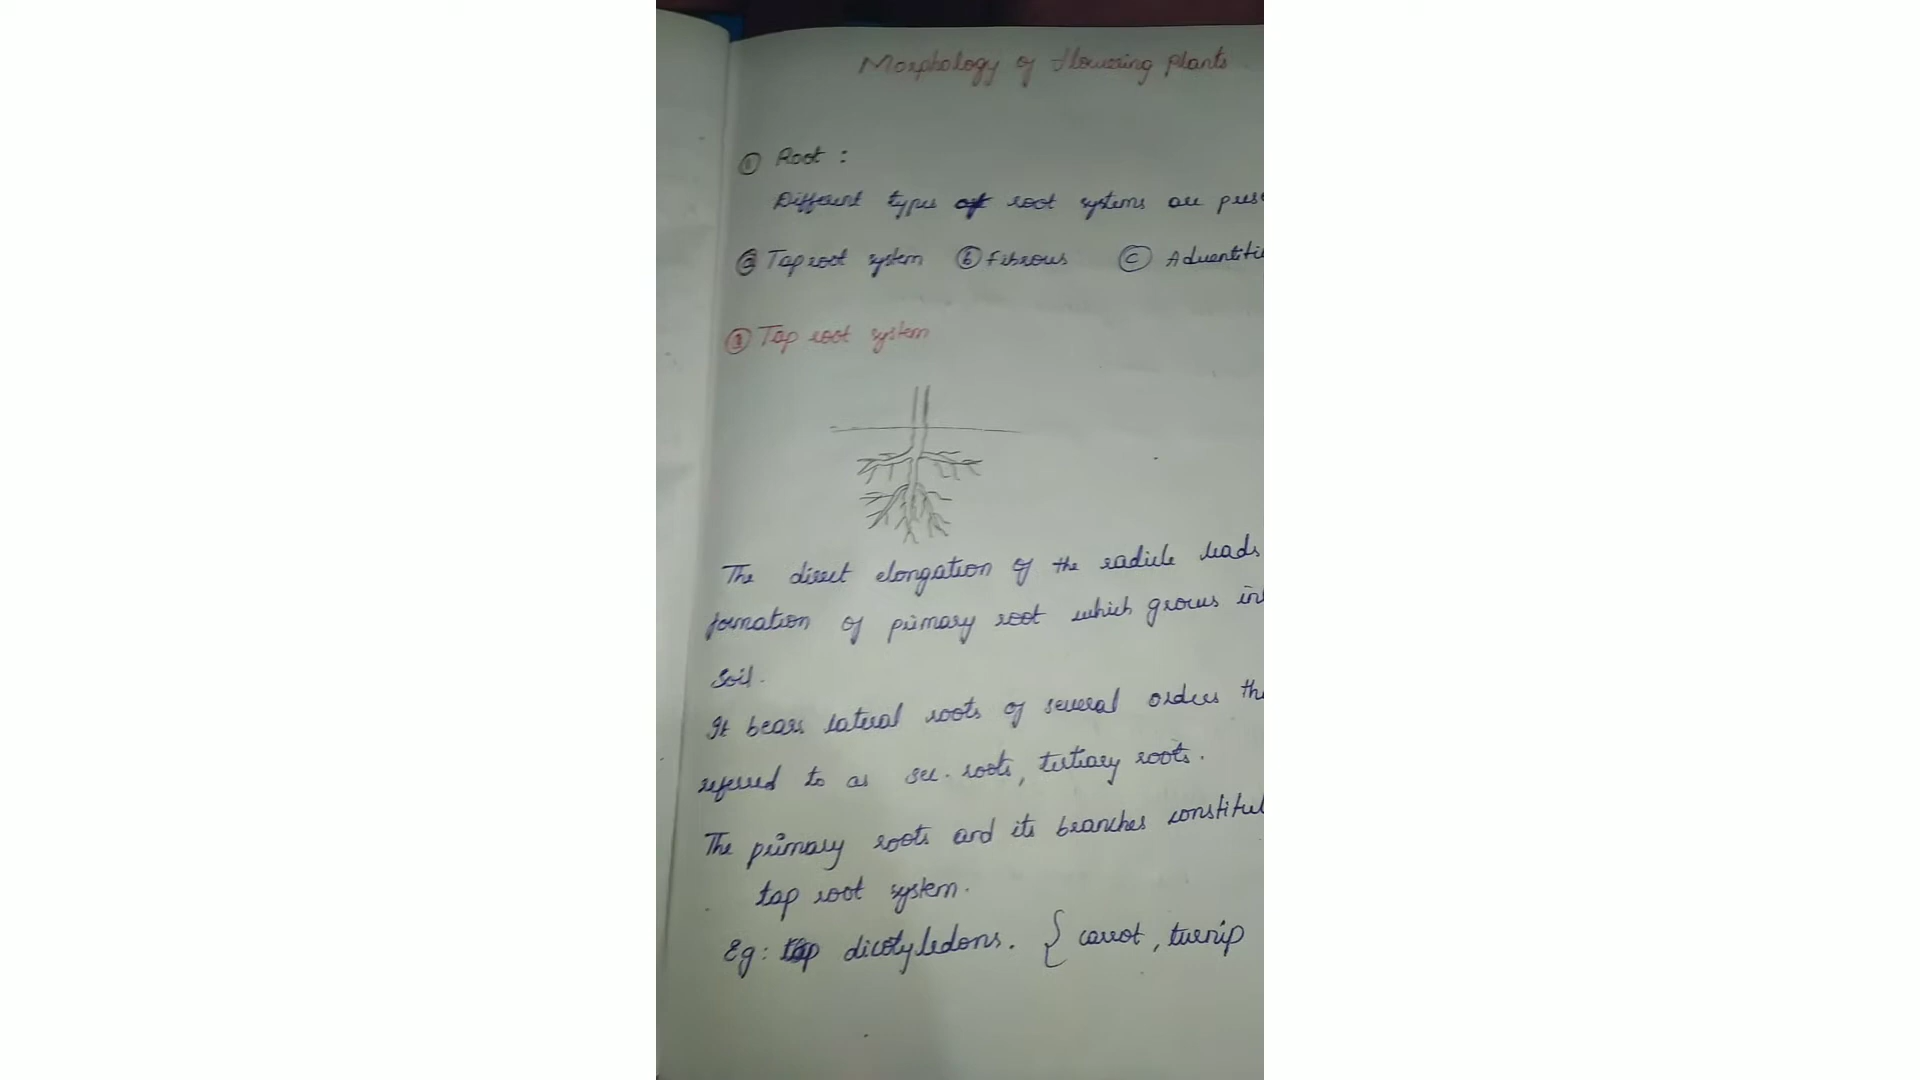 Morphology of flowering plants
① Root :
Different types of root systems are pres
ⓐ Tap root system ⓑ Fibrous ⓒ Adventiti
① Tap root system
The direct elongation of the radicle leads
formation of primary root which grows in
Soil.
It bears lateral roots of several orders th
referred to as sec. roots, tertiary roots.
The primary roots and its branches constitut
tap root system.
Eg: dicotyledons. { carrot, turnip